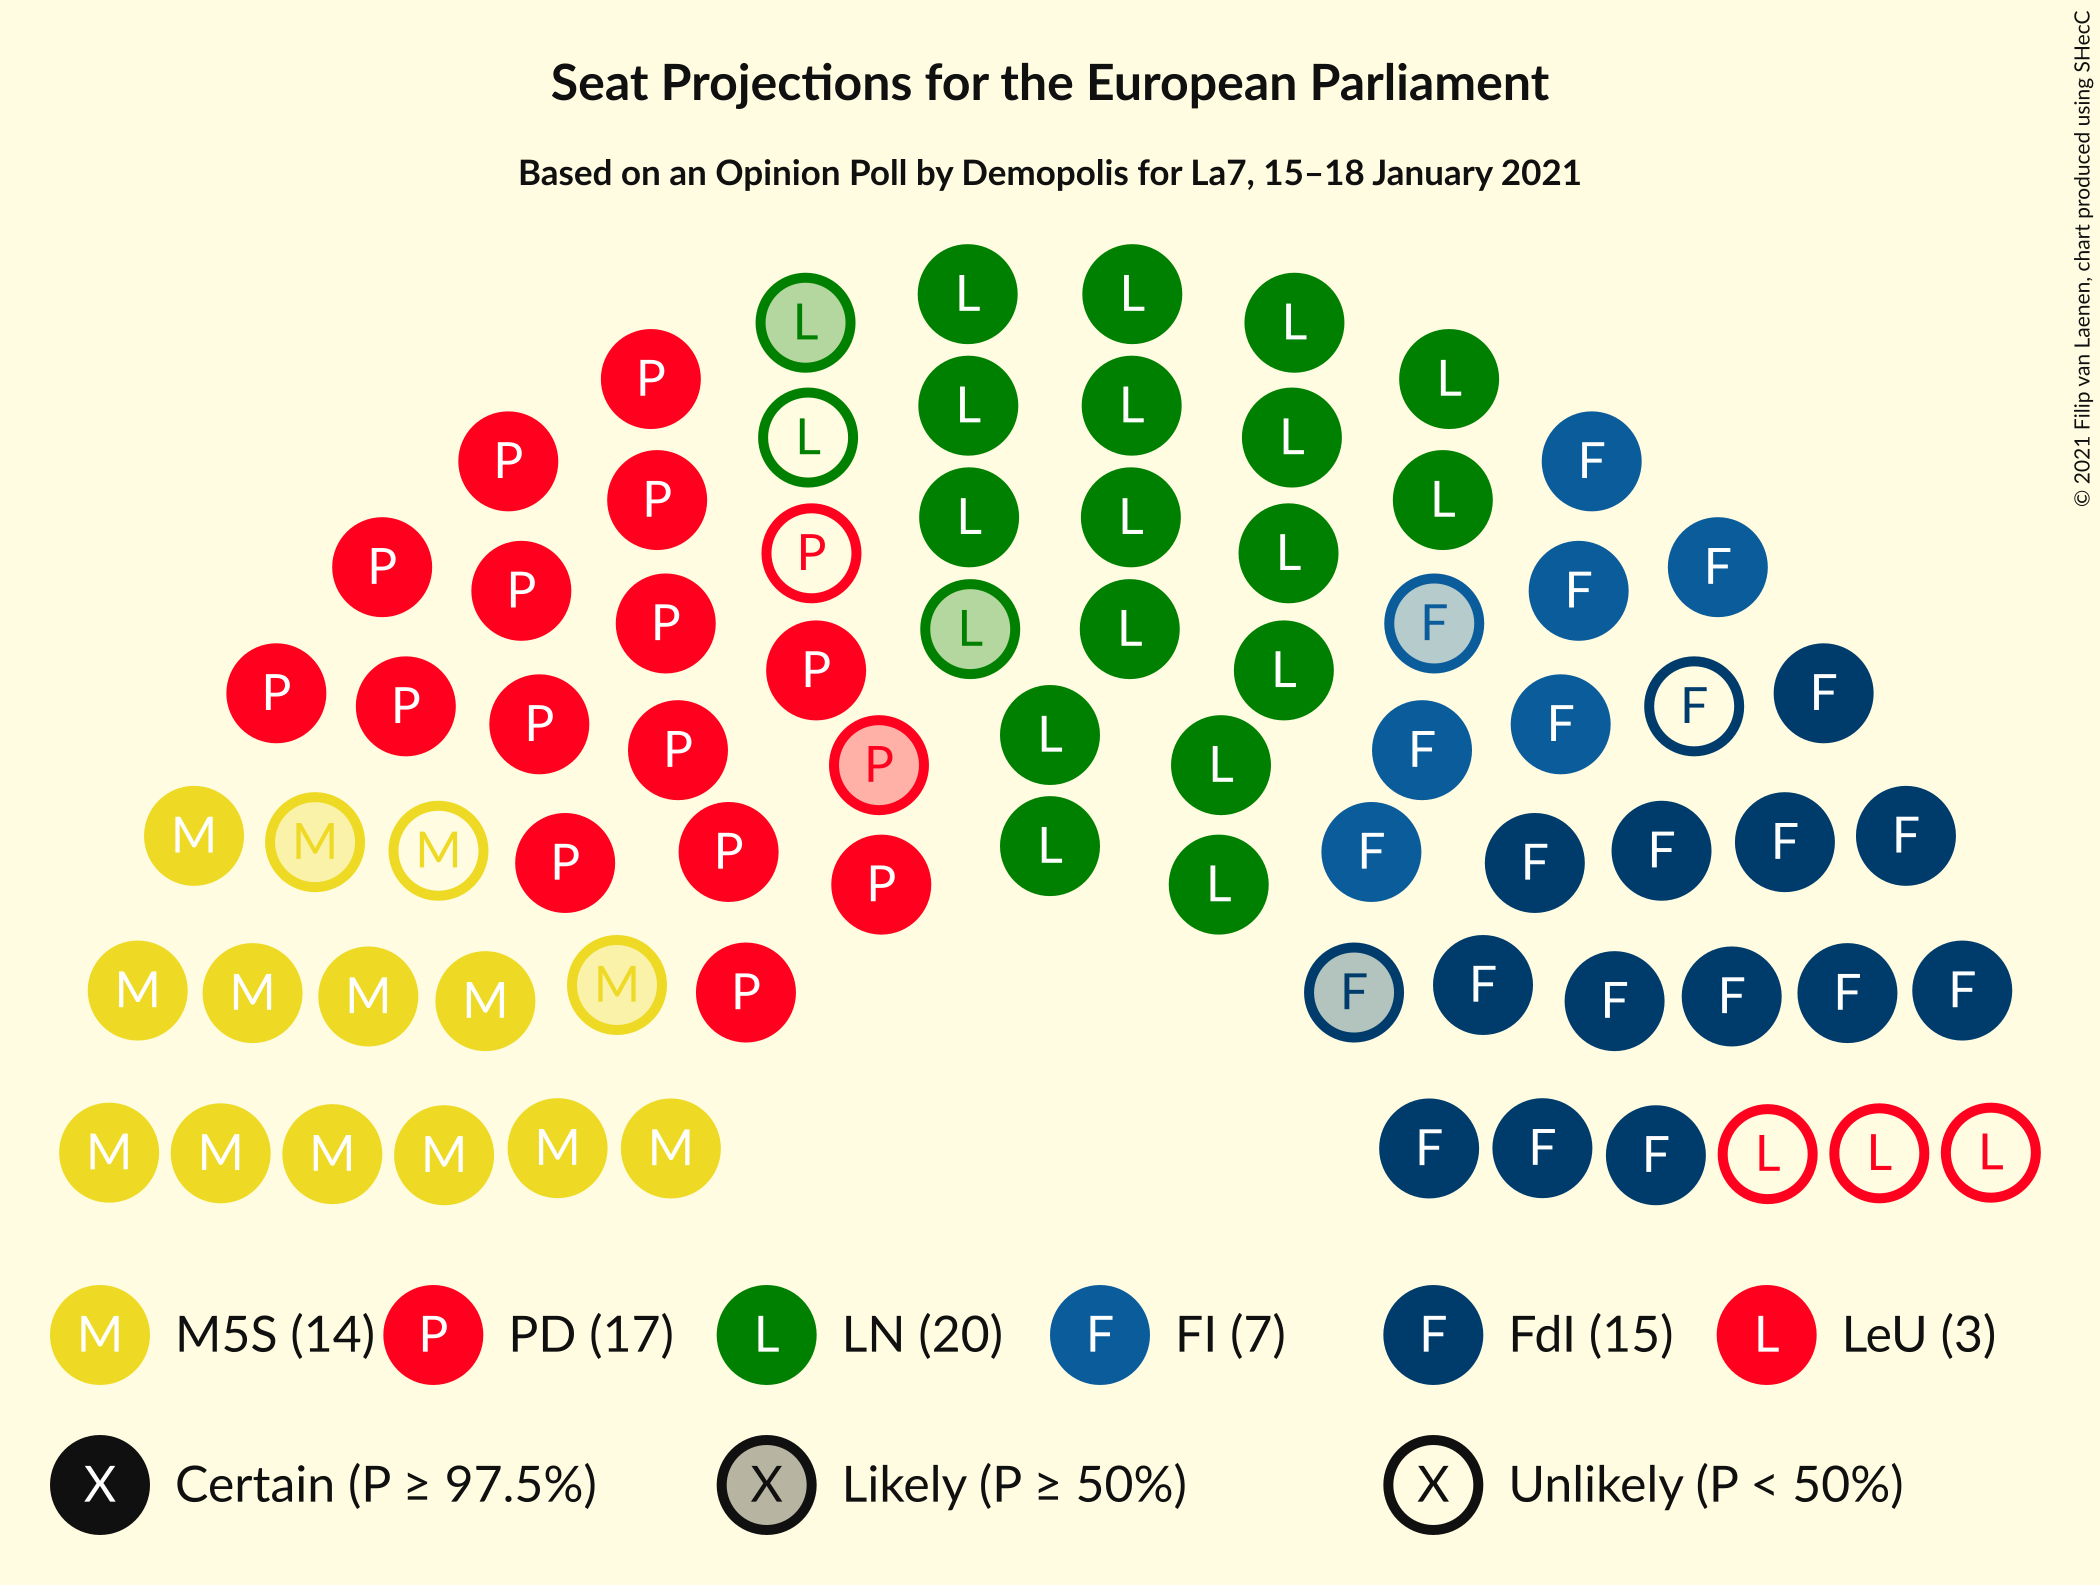 Seat Projections for the European Parliament
Based on an Opinion Poll by Demopolis for La7, 15–18 January 2021
© 2021 Filip van Laenen, chart produced using SHecC
L L
L L
P L
L L
L L
P P F
P L
L L
P L
P F
P P F F
P F
L L
P L
P P F F
P P F F
L
P L
M M F F
M L M P F F
P F
P L
M M M M M P F F F F F F
M M M M M M F F F L L L
M M5S (14) P PD (17) L LN (20) F FI (7) F FdI (15) L LeU (3)
X Certain (P ≥ 97.5%) X Likely (P ≥ 50%) X Unlikely (P < 50%)